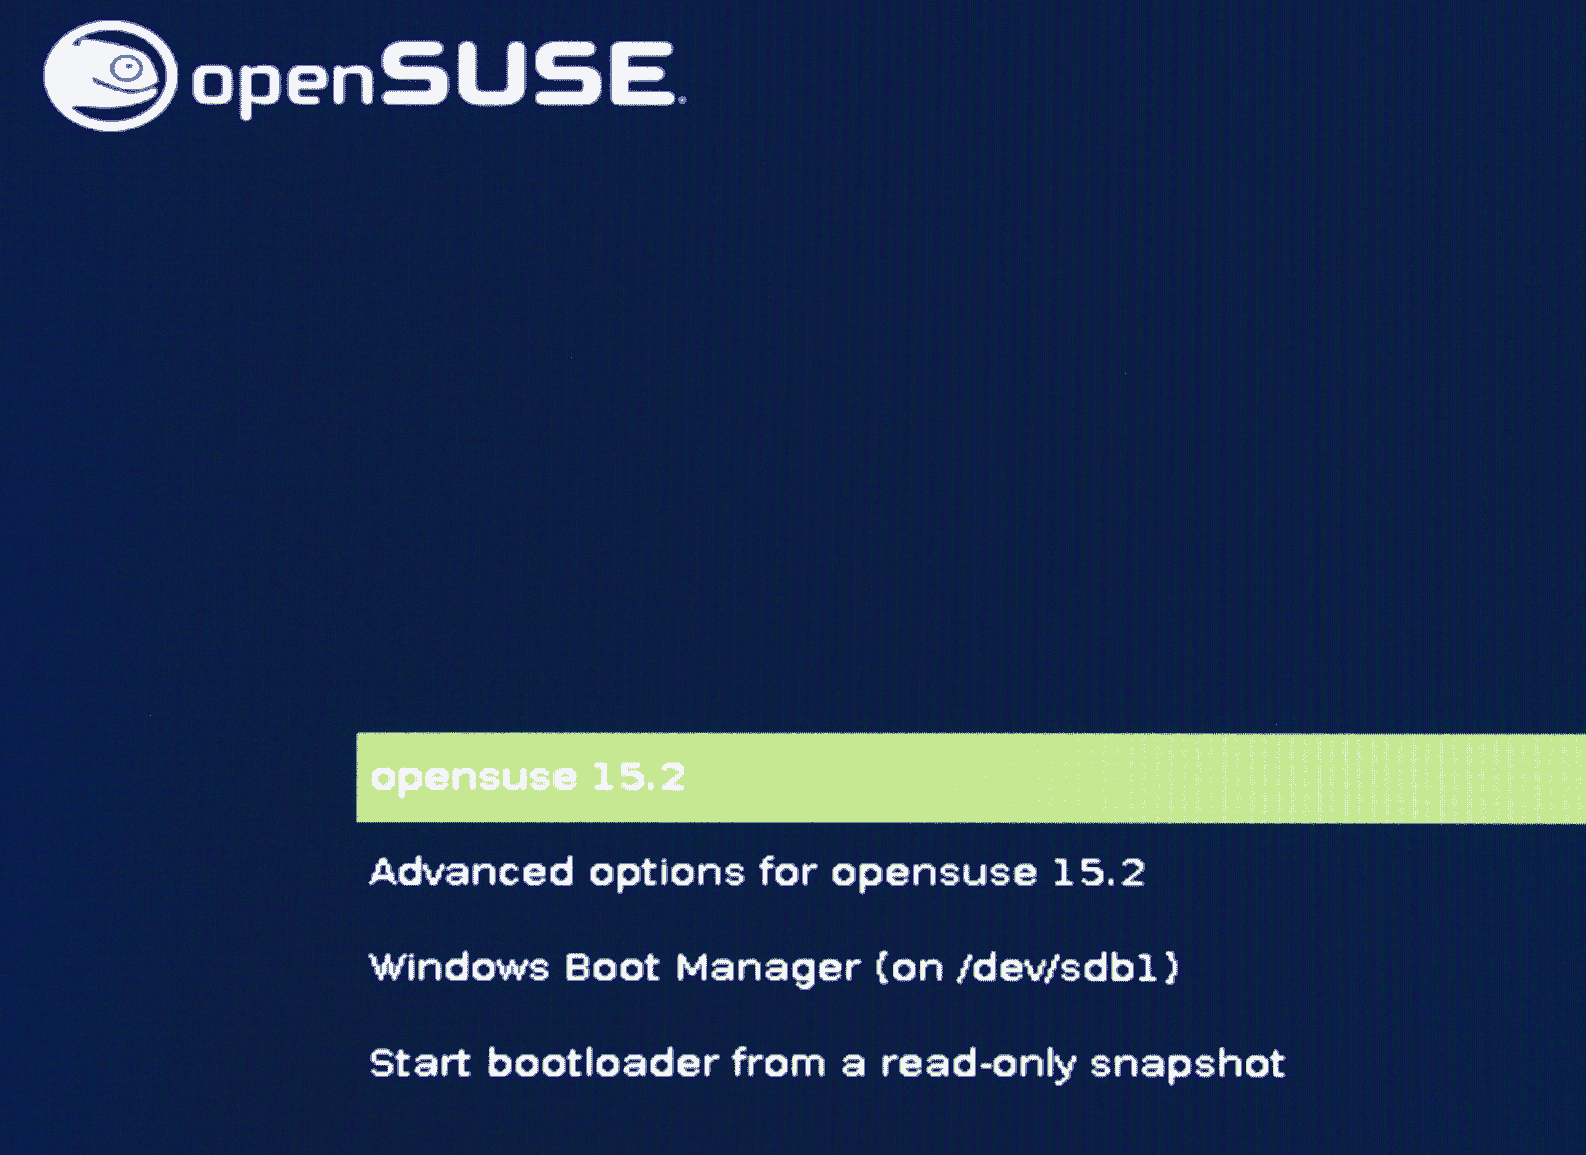 openSUSE
opensuse 15.2
Advanced options for opensuse 15.2
Windows Boot Manager (on /dev/sdb1)
Start bootloader from a read-only snapshot